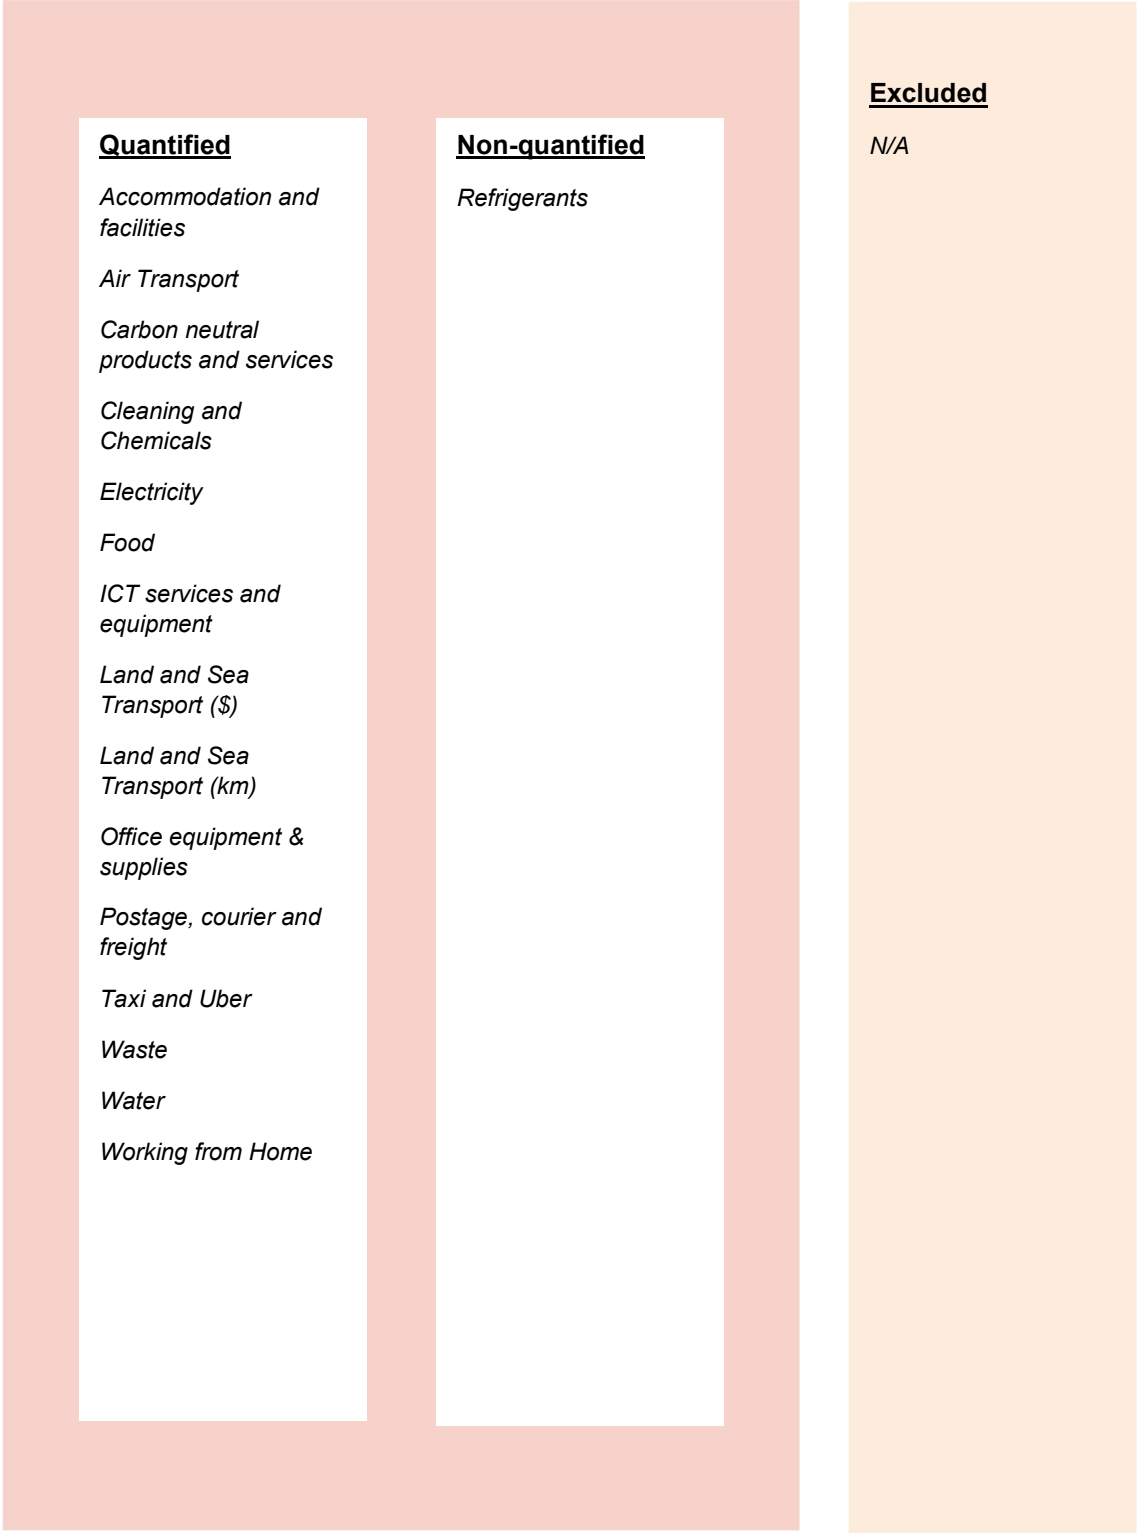 Quantified
Accommodation and
facilities
Air Transport
Carbon neutral
products and services
Cleaning and
Chemicals
Electricity
Food
ICT services and
equipment
Land and Sea
Transport ($)
Land and Sea
Transport (km)
Office equipment &
supplies
Postage, courier and
freight
Taxi and Uber
Waste
Water
Working from Home
Non-quantified
Refrigerants
Excluded
N/A